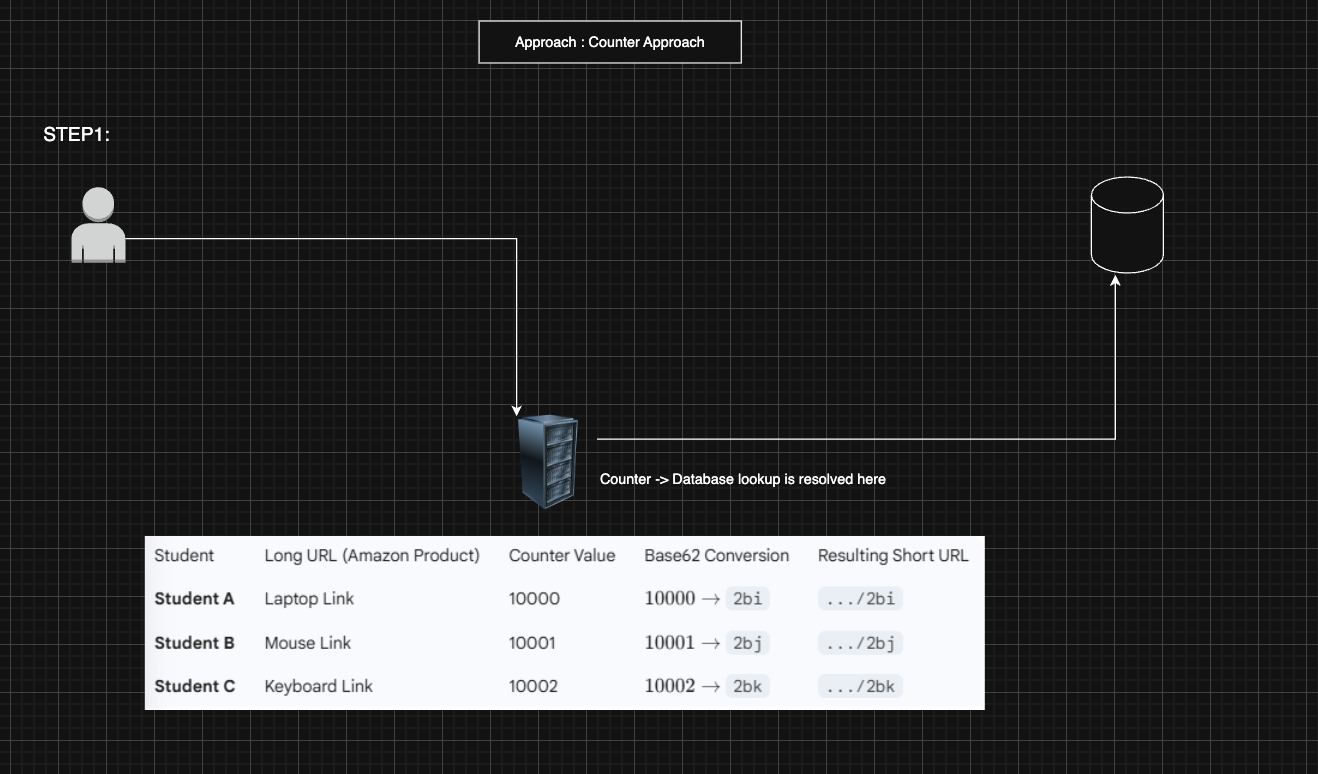 Approach : Counter Approach
STEP1:
Counter -> Database lookup is resolved here
Student Long URL (Amazon Product) Counter Value Base62 Conversion Resulting Short URL
Student A Laptop Link 10000 10000 → 2bi .../2bi
Student B Mouse Link 10001 10001 → 2bj .../2bj
Student C Keyboard Link 10002 10002 → 2bk .../2bk